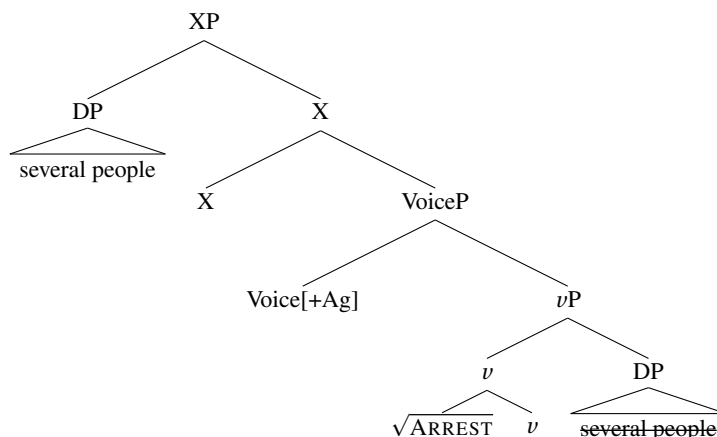 XP
DP X
several people
X VoiceP
Voice[+Ag] vP
v DP
√ARREST v several people